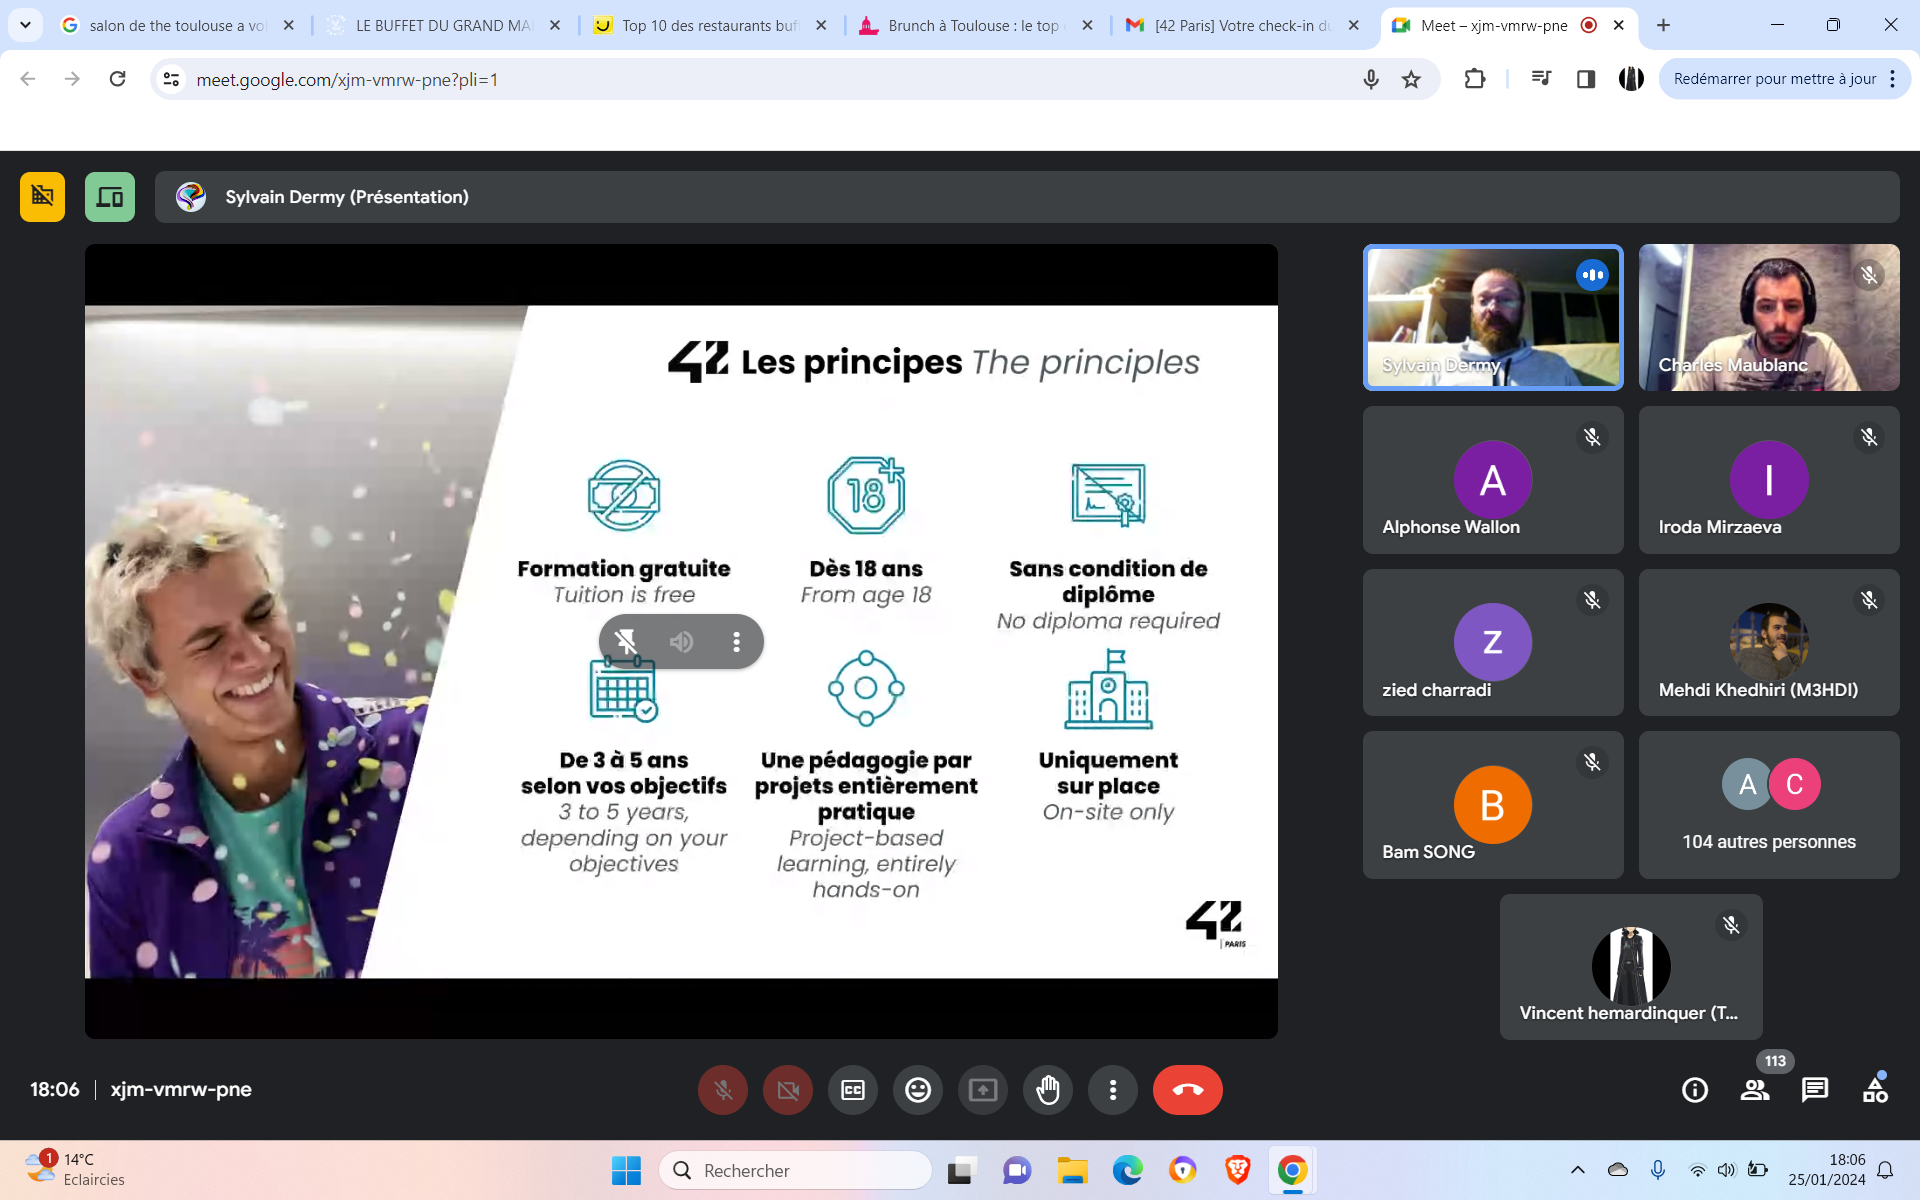 salon de the toulouse a vol
LE BUFFET DU GRAND MA
Top 10 des restaurants buf
Brunch à Toulouse : le top
[42 Paris] Votre check-in du
Meet – xjm-vmrw-pne
meet.google.com/xjm-vmrw-pne?pli=1
Redémarrer pour mettre à jour
Sylvain Dermy (Présentation)
42 Les principes The principles
18+
Formation gratuite
Tuition is free
Dès 18 ans
From age 18
Sans condition de
diplôme
No diploma required
De 3 à 5 ans
selon vos objectifs
3 to 5 years,
depending on your
objectives
Une pédagogie par
projets entièrement
pratique
Project-based
learning, entirely
hands-on
Uniquement
sur place
On-site only
42
PARIS
Sylvain Dermy
Charles Maublanc
A
Alphonse Wallon
I
Iroda Mirzaeva
z
zied charradi
Mehdi Khedhiri (M3HDI)
B
Bam SONG
A
C
104 autres personnes
Vincent hemardinquer (T...
18:06
xjm-vmrw-pne
CC
113
1
14°C
Eclaircies
Rechercher
18:06
25/01/2024